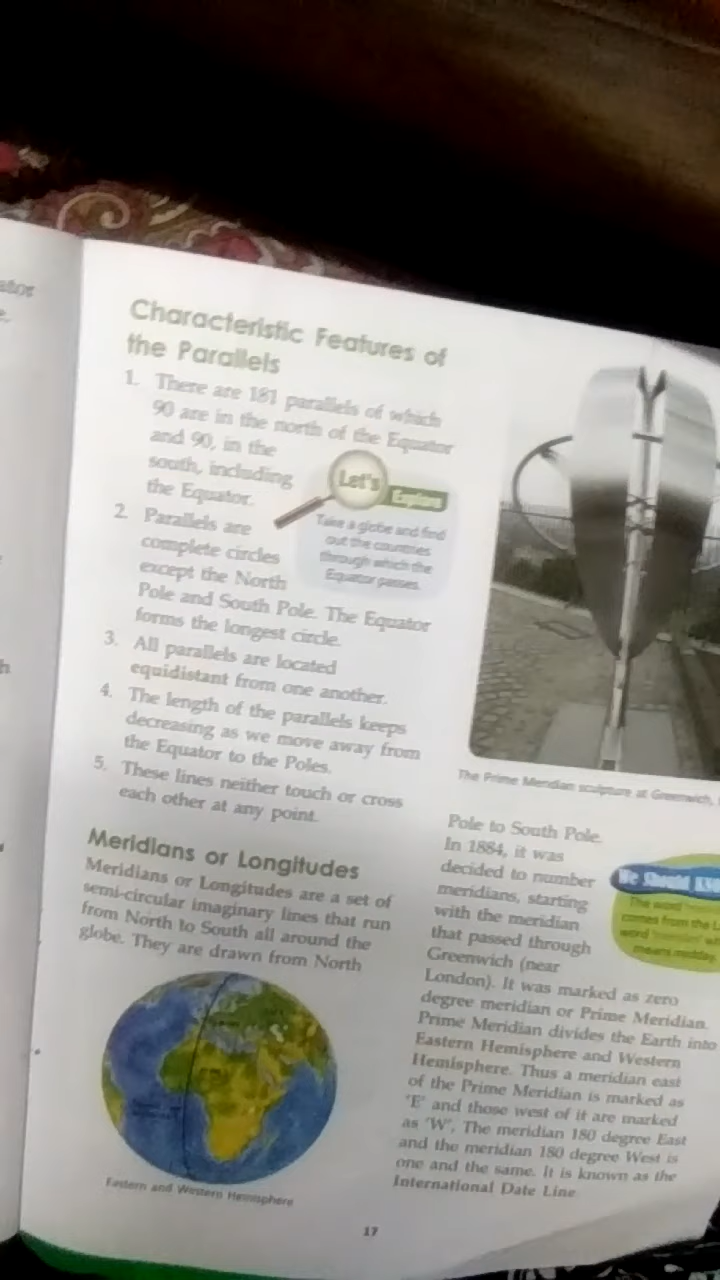 ator
Characteristic Features of
the Parallels
1. There are 181 parallels of which
90 are in the north of the Equator
and 90, in the
south, including
the Equator.
2. Parallels are
complete circles
except the North
Pole and South Pole. The Equator
forms the longest circle.
3. All parallels are located
equidistant from one another.
4. The length of the parallels keeps
decreasing as we move away from
the Equator to the Poles.
5. These lines neither touch or cross
each other at any point.
Let's
Explore
Take a globe and find
out the countries
through which the
Equator passes.
Meridians or Longitudes
Meridians or Longitudes are a set of
semi-circular imaginary lines that run
from North to South all around the
globe. They are drawn from North
Eastern and Western Hemisphere
The Prime Meridian sculpture at Greenwich,
Pole to South Pole.
In 1884, it was
decided to number
meridians, starting
with the meridian
that passed through
Greenwich (near
London). It was marked as zero
degree meridian or Prime Meridian.
Prime Meridian divides the Earth into
Eastern Hemisphere and Western
Hemisphere. Thus a meridian east
of the Prime Meridian is marked as
'E' and those west of it are marked
as 'W'. The meridian 180 degree East
and the meridian 180 degree West is
one and the same. It is known as the
International Date Line
We Should
The word
comes from the
word
means midday.
17